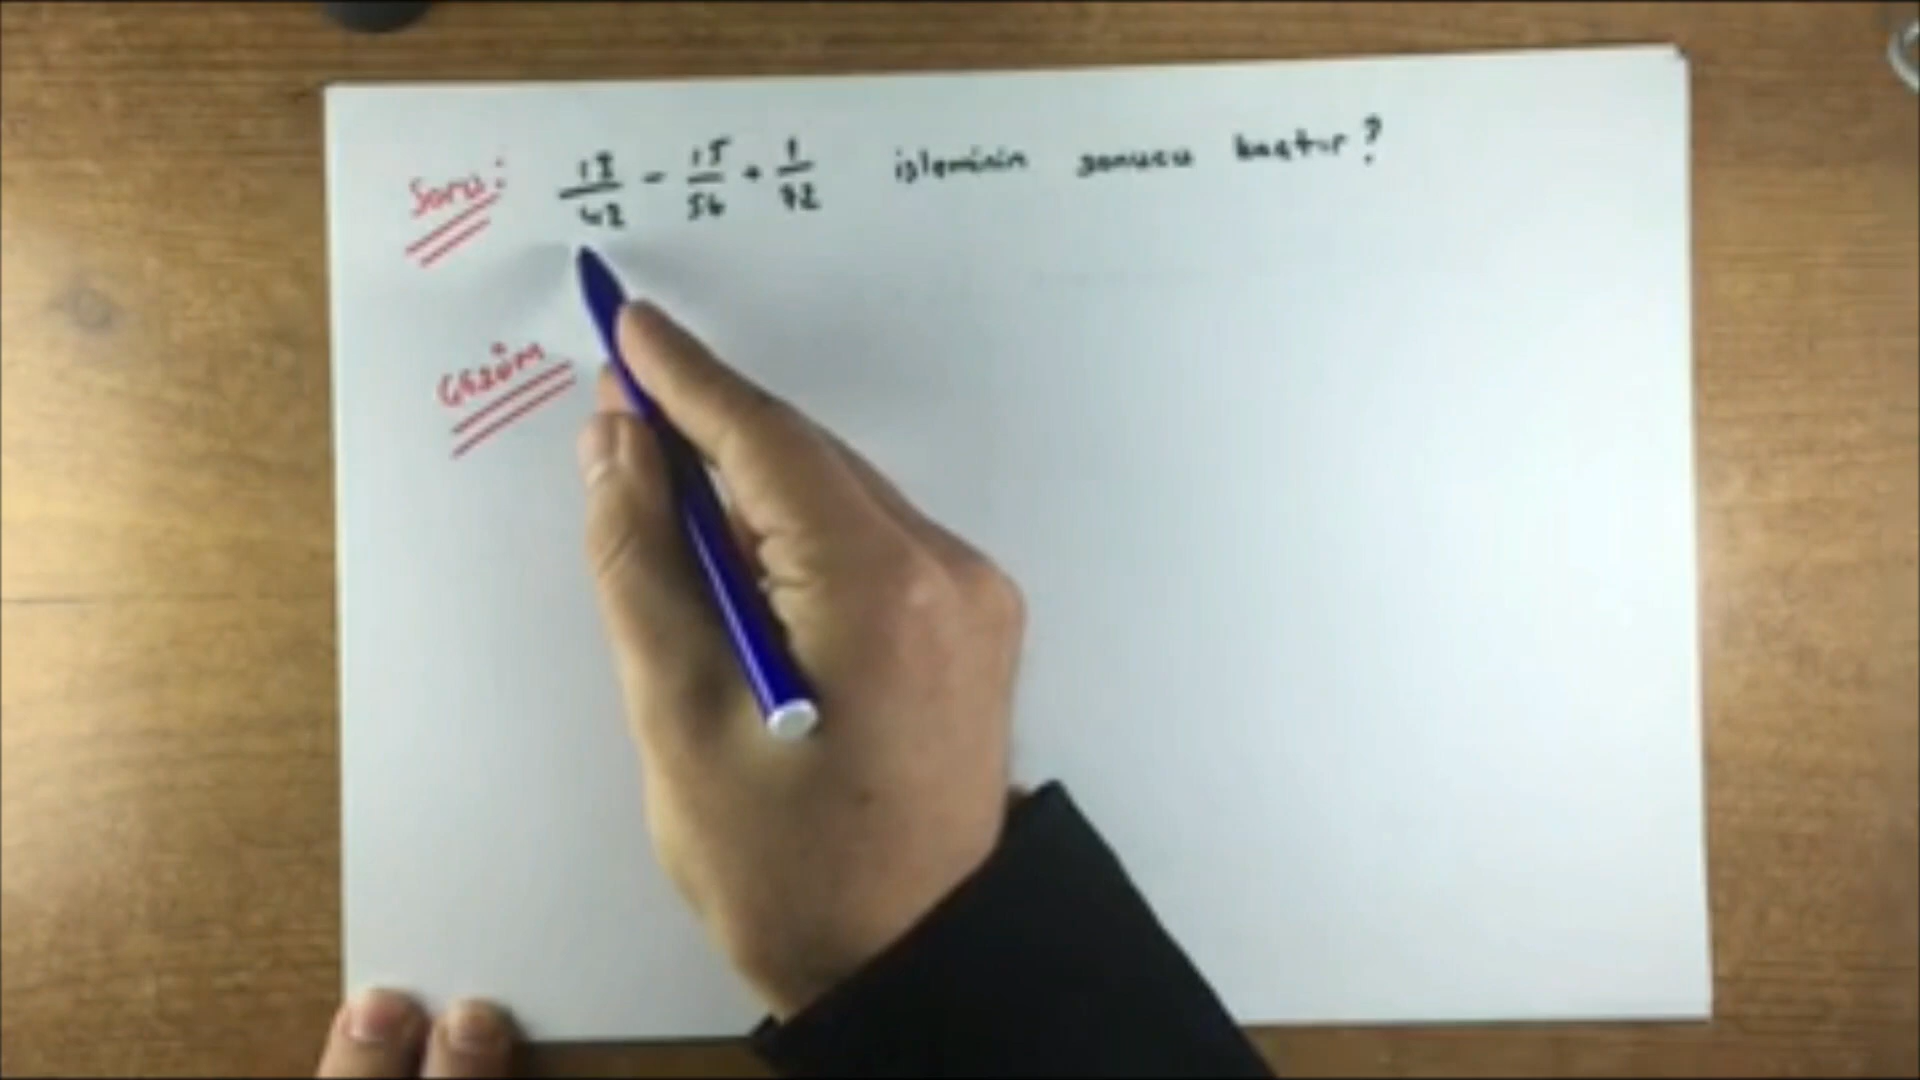 Soru: 13/42 - 15/56 + 1/72 işleminin sonucu kaçtır?
Çözüm